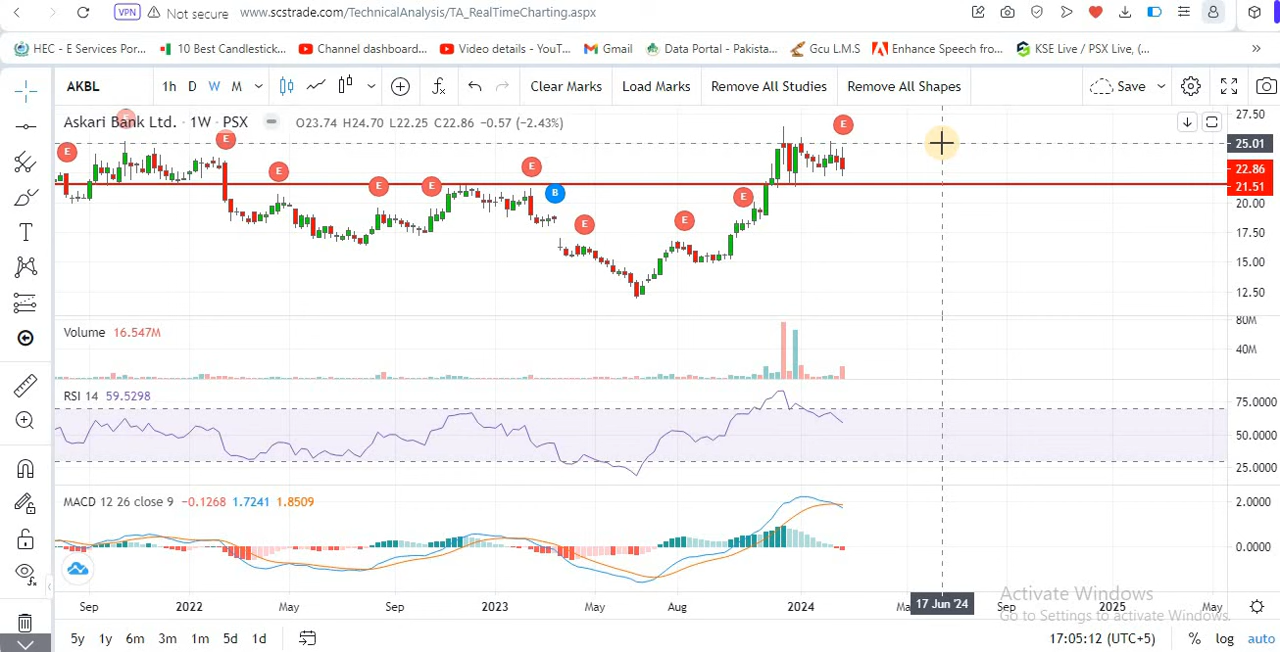 VPN Not secure www.scstrade.com/TechnicalAnalysis/TA_RealTimeCharting.aspx
HEC - E Services Por... 10 Best Candlestick... Channel dashboard... Video details - YouT... Gmail Data Portal - Pakista... Gcu L.M.S Enhance Speech fro... KSE Live / PSX Live, (... »
AKBL 1h D W M Clear Marks Load Marks Remove All Studies Remove All Shapes Save
Askari Bank Ltd. · 1W · PSX O23.74 H24.70 L22.25 C22.86 −0.57 (−2.43%)
27.50
25.01
22.86
21.51
20.00
17.50
15.00
12.50
E E E E E E E E E E E
B
Volume 16.547M
80M
40M
RSI 14 59.5298
75.0000
50.0000
25.0000
MACD 12 26 close 9 −0.1268 1.7241 1.8509
2.0000
0.0000
Sep 2022 May Sep 2023 May Aug 2024 Ma 17 Jun '24 Sep 2025 May
Activate Windows
Go to Settings to activate Windows.
5y 1y 6m 3m 1m 5d 1d 17:05:12 (UTC+5) % log auto